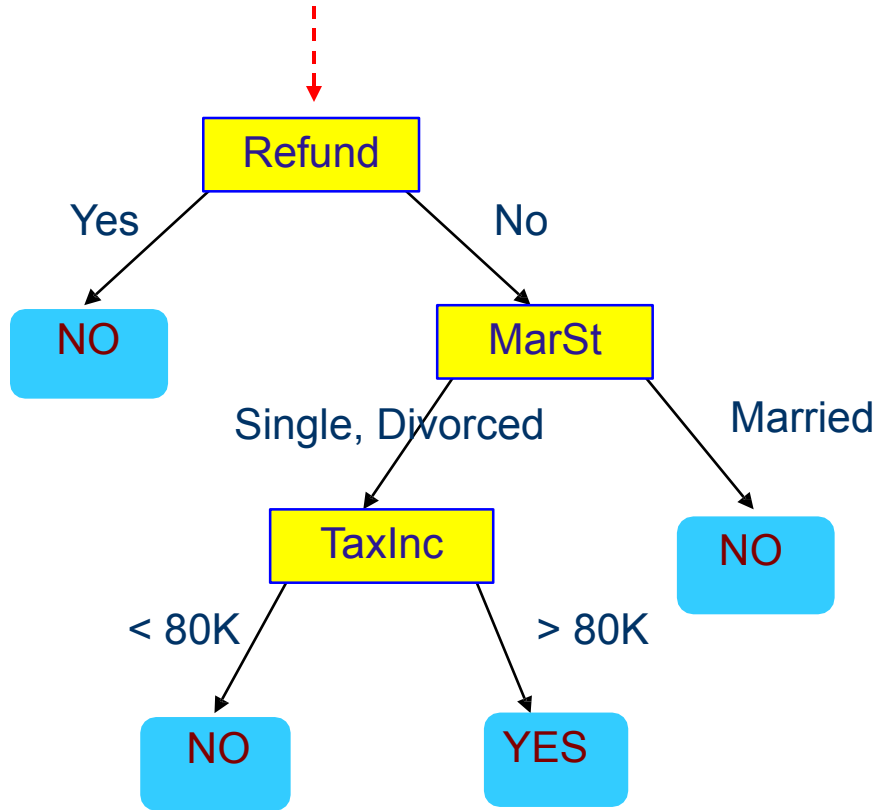 Refund
Yes
No
NO
MarSt
Single, Divorced
Married
TaxInc
NO
< 80K
> 80K
NO
YES